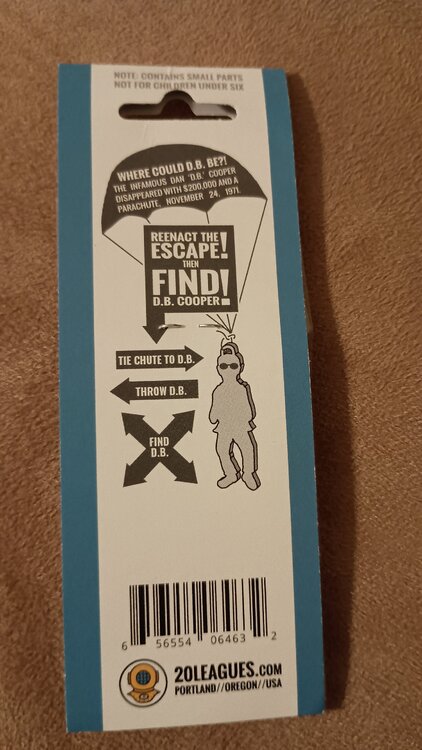 NOTE: CONTAINS SMALL PARTS
NOT FOR CHILDREN UNDER SIX
WHERE COULD D.B. BE?!
THE INFAMOUS DAN 'D.B.' COOPER
DISAPPEARED WITH $200,000 AND A
PARACHUTE, NOVEMBER 24, 1971.
REENACT THE
ESCAPE!
THEN
FIND!
D.B. COOPER
TIE CHUTE TO D.B.
THROW D.B.
FIND
D.B.
6 56554 06463 2
20LEAGUES.COM
PORTLAND//OREGON//USA